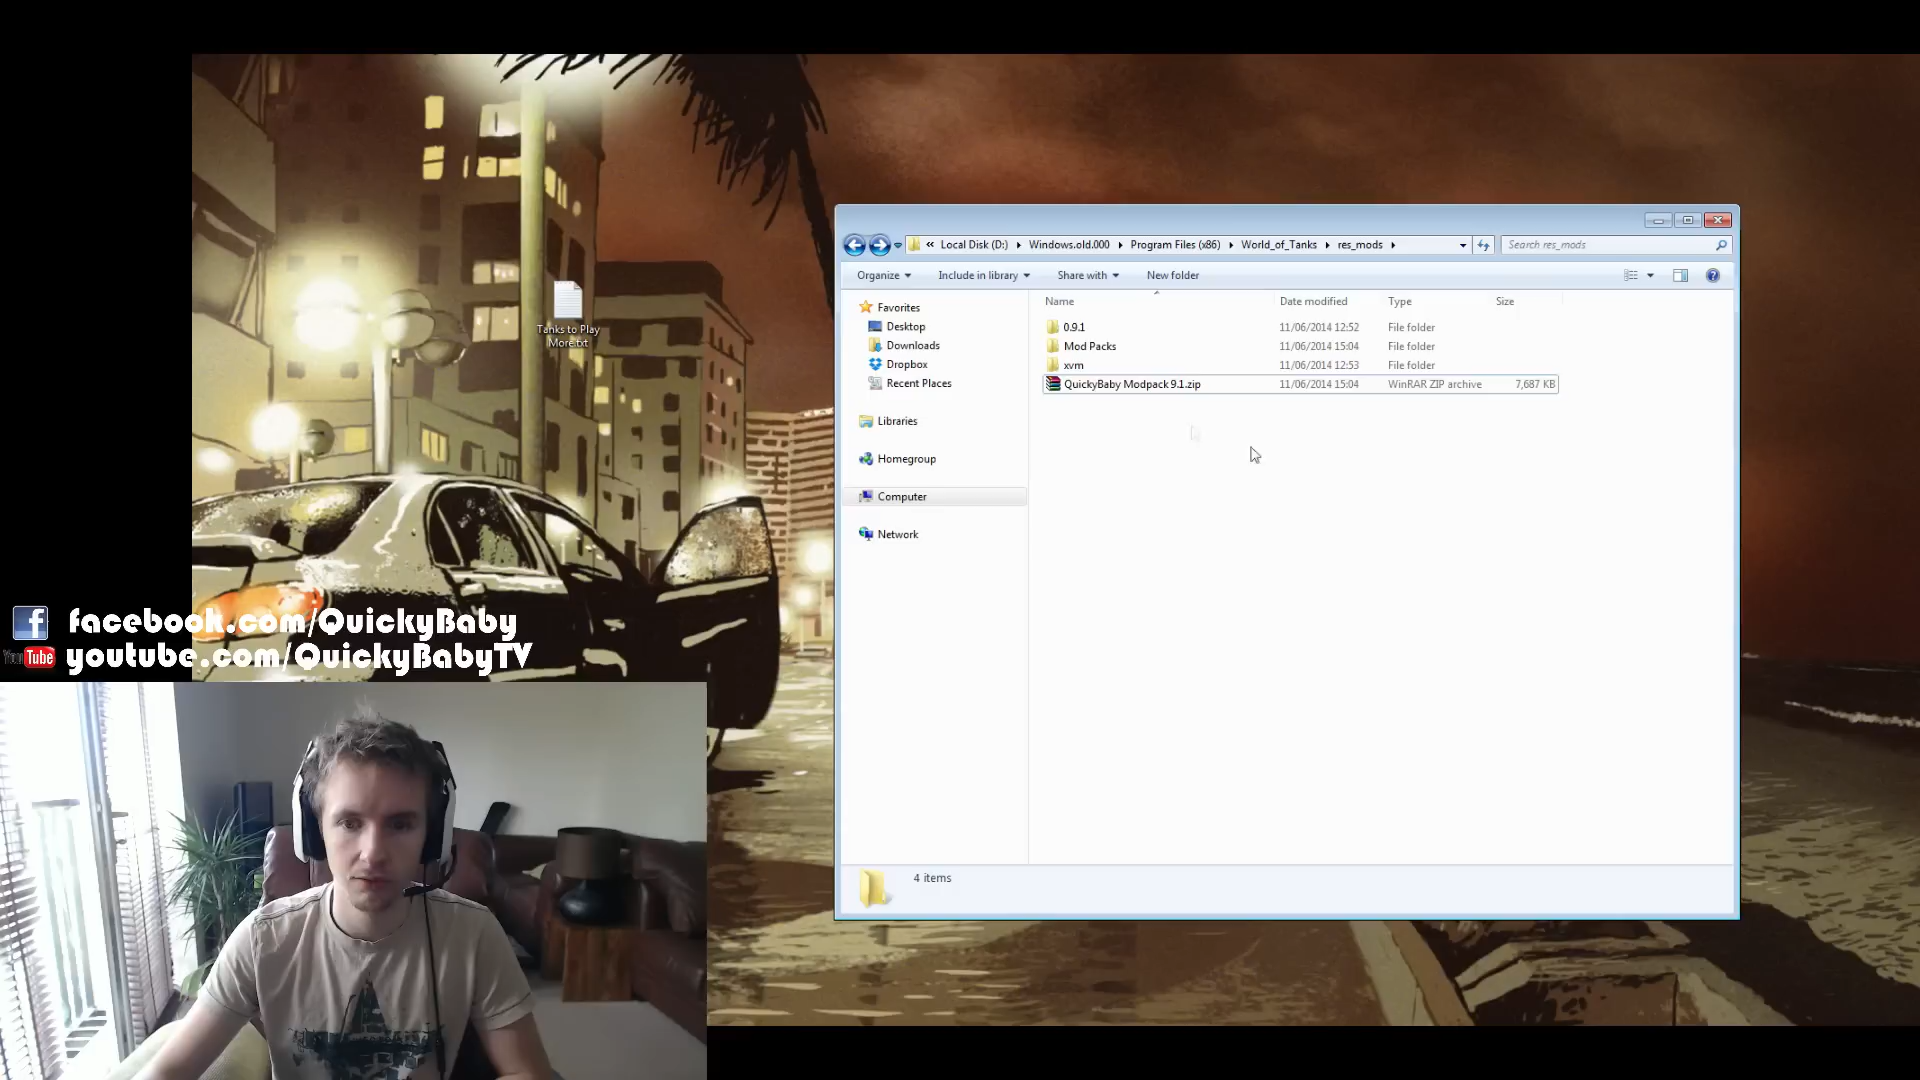 Tanks to Play
More.txt
« Local Disk (D:) Windows.old.000 Program Files (x86) World_of_Tanks res_mods
Search res_mods
Organize Include in library Share with New folder
Name Date modified Type Size
Favorites
Desktop
Downloads
Dropbox
Recent Places
Libraries
Homegroup
Computer
Network
0.9.1 11/06/2014 12:52 File folder
Mod Packs 11/06/2014 15:04 File folder
xvm 11/06/2014 12:53 File folder
QuickyBaby Modpack 9.1.zip 11/06/2014 15:04 WinRAR ZIP archive 7,687 KB
4 items
f facebook.com/QuickyBaby
YouTube youtube.com/QuickyBabyTV